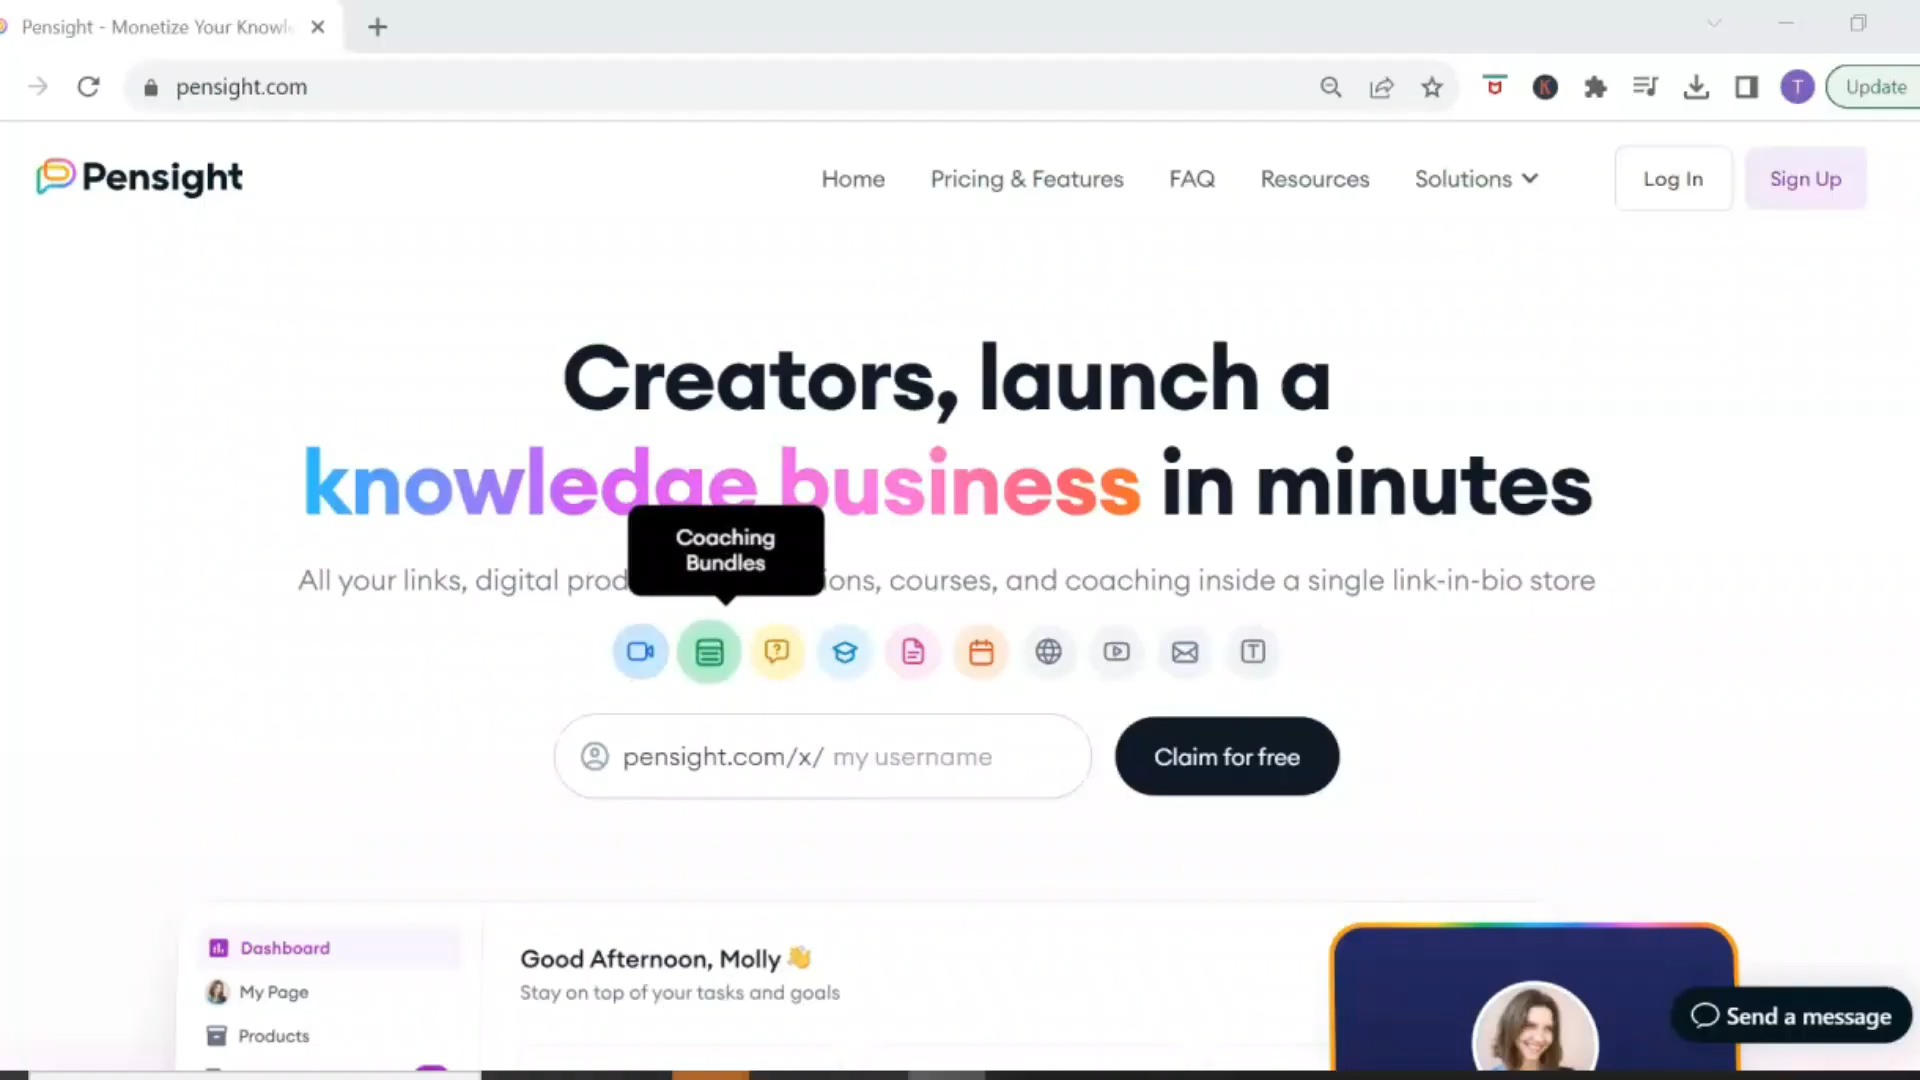 Pensight - Monetize Your Knowl
pensight.com
T
K
Update
Pensight
Home
Pricing & Features
FAQ
Resources
Solutions
Log In
Sign Up
Creators, launch a
knowledge business in minutes
Coaching
Bundles
All your links, digital prod ions, courses, and coaching inside a single link-in-bio store
pensight.com/x/ my username
Claim for free
Dashboard
My Page
Products
Good Afternoon, Molly 👋
Stay on top of your tasks and goals
Send a message